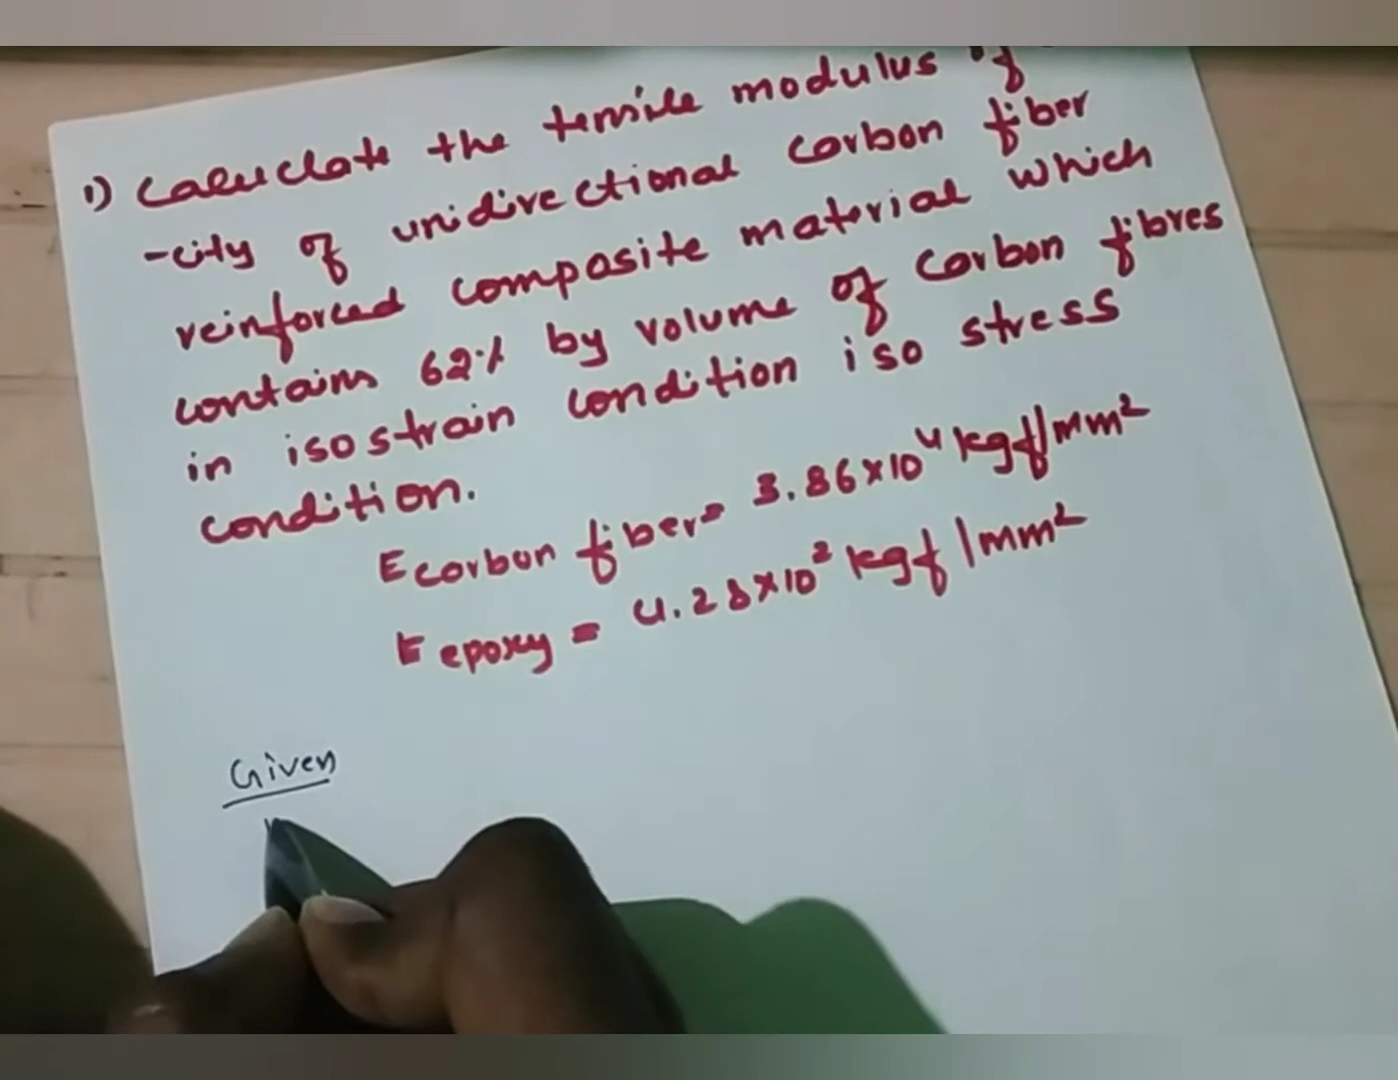 1) Caluclate the tensile modulus of
-city of unidirectional carbon fiber
reinforced composite material which
contains 62% by volume of carbon fibres
in isostrain condition iso stress
condition.
E carbon fiber = 3.86×10⁴ kgf/mm²
E epoxy = 4.28×10² kgf/mm²
Given